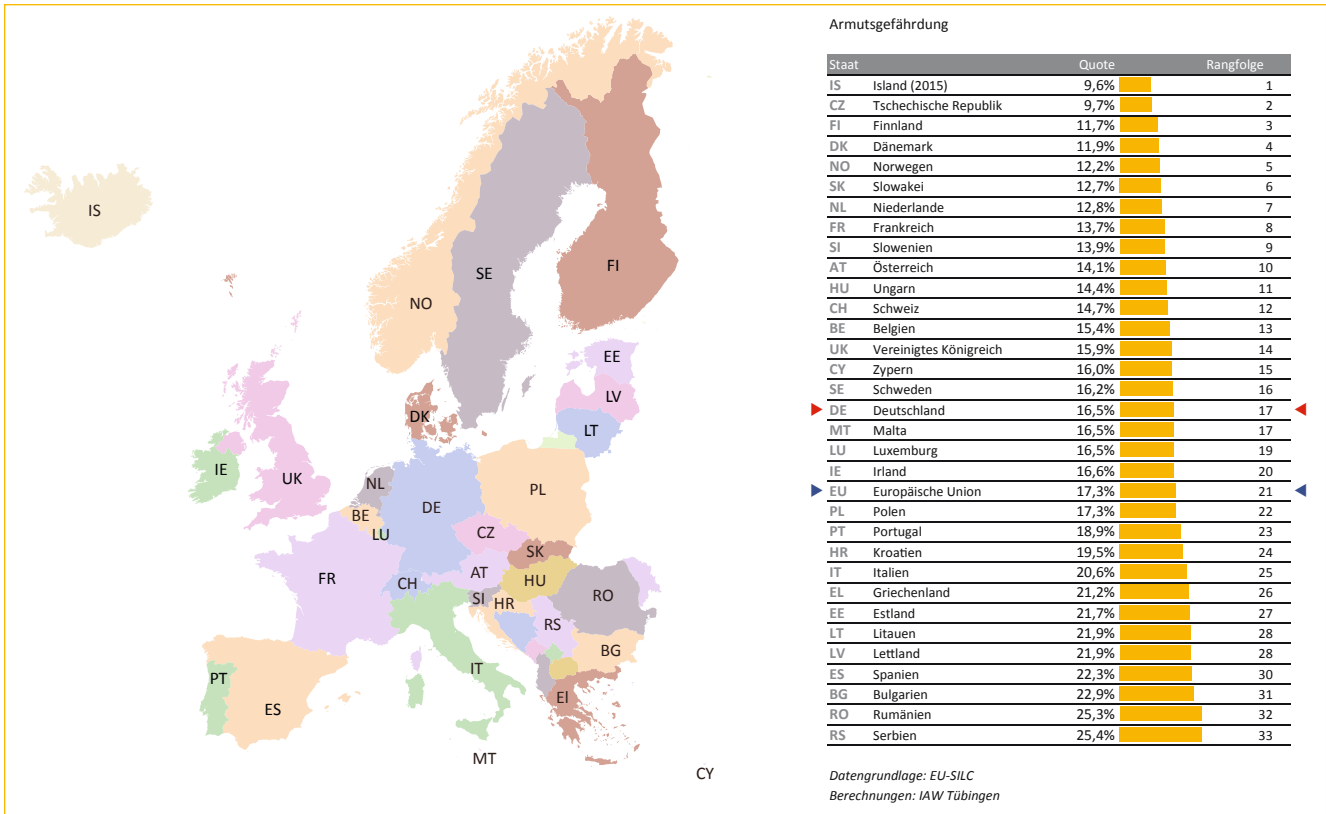 Armutsgefährdung
Staat Quote Rangfolge
IS Island (2015) 9,6% 1
CZ Tschechische Republik 9,7% 2
FI Finnland 11,7% 3
DK Dänemark 11,9% 4
NO Norwegen 12,2% 5
SK Slowakei 12,7% 6
NL Niederlande 12,8% 7
FR Frankreich 13,7% 8
SI Slowenien 13,9% 9
AT Österreich 14,1% 10
HU Ungarn 14,4% 11
CH Schweiz 14,7% 12
BE Belgien 15,4% 13
UK Vereinigtes Königreich 15,9% 14
CY Zypern 16,0% 15
SE Schweden 16,2% 16
DE Deutschland 16,5% 17
MT Malta 16,5% 17
LU Luxemburg 16,5% 19
IE Irland 16,6% 20
EU Europäische Union 17,3% 21
PL Polen 17,3% 22
PT Portugal 18,9% 23
HR Kroatien 19,5% 24
IT Italien 20,6% 25
EL Griechenland 21,2% 26
EE Estland 21,7% 27
LT Litauen 21,9% 28
LV Lettland 21,9% 28
ES Spanien 22,3% 30
BG Bulgarien 22,9% 31
RO Rumänien 25,3% 32
RS Serbien 25,4% 33
Datengrundlage: EU-SILC
Berechnungen: IAW Tübingen
IS
FI
SE
NO
EE
LV
DK
LT
IE
UK
NL
PL
DE
BE
LU
CZ
SK
FR
CH
AT
HU
SI
HR
RO
RS
BG
IT
PT
ES
El
MT
CY